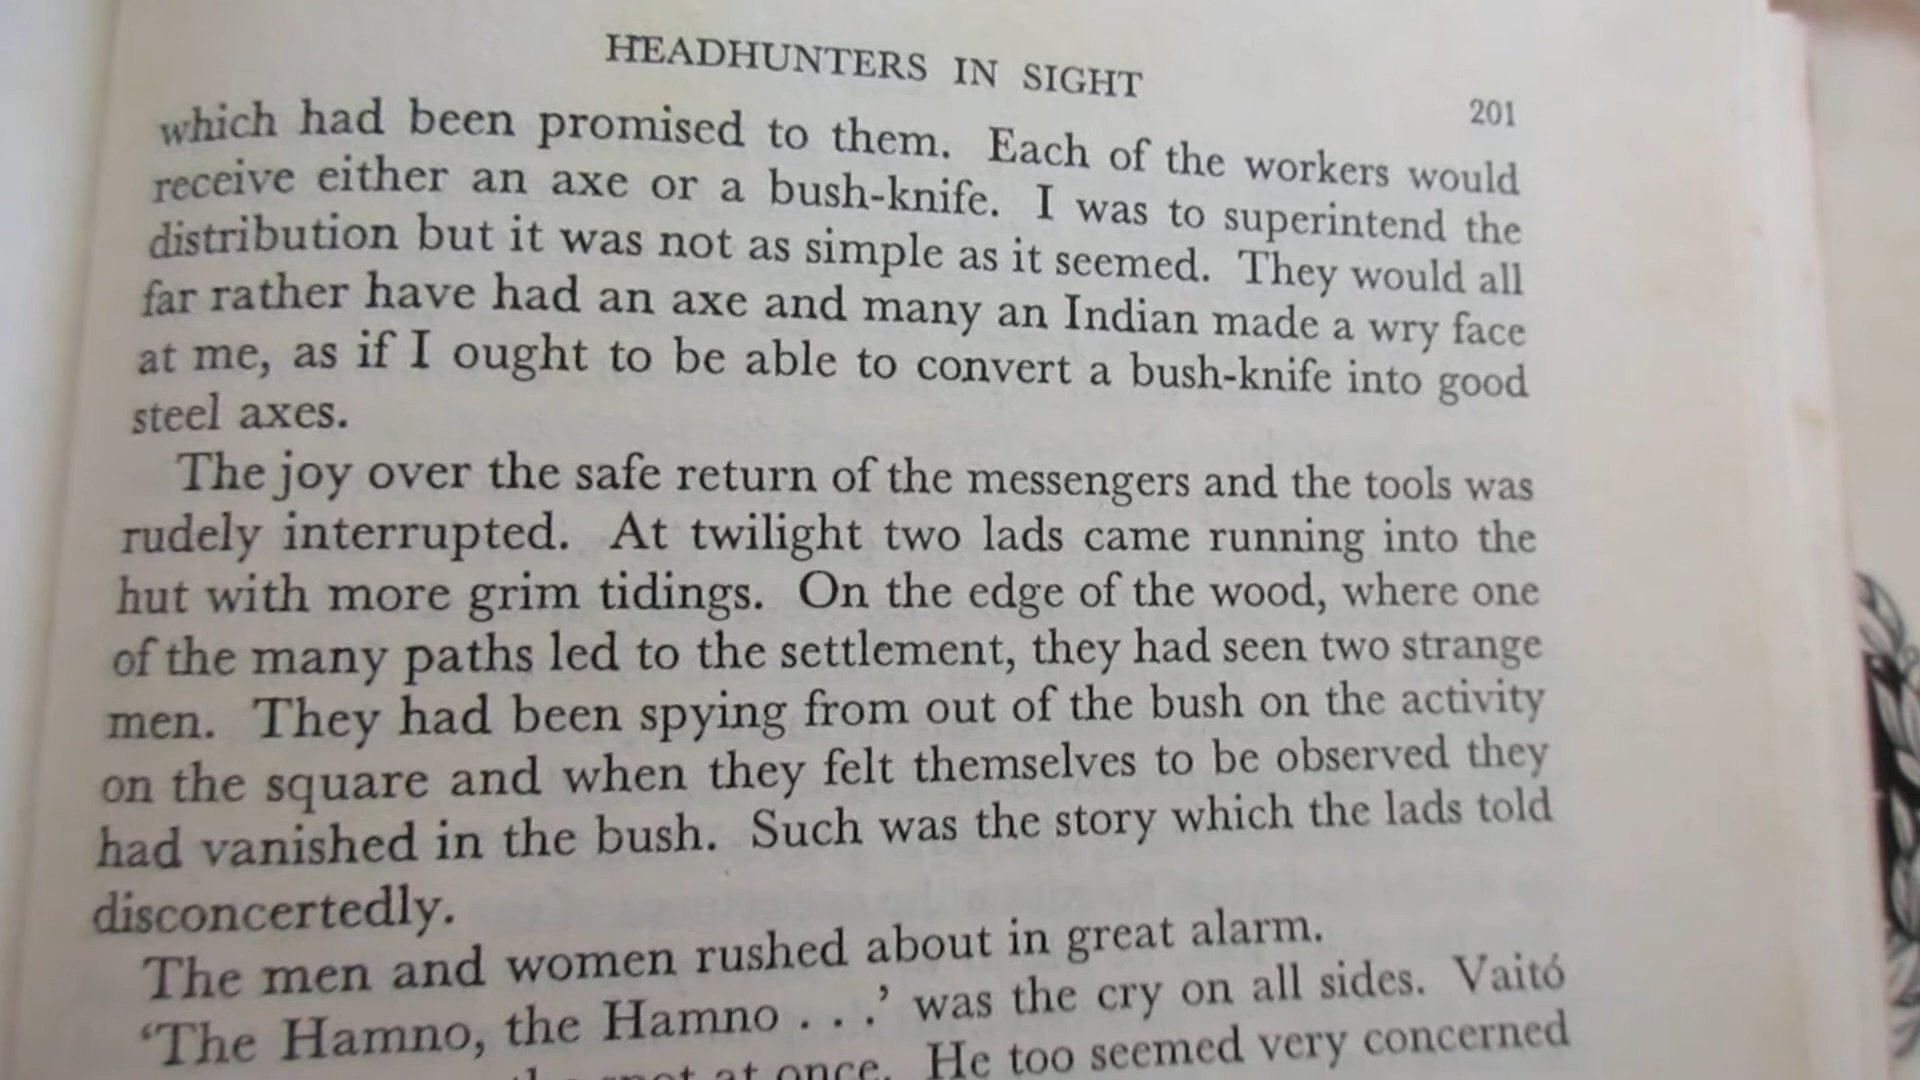 HEADHUNTERS IN SIGHT
201
which had been promised to them. Each of the workers would
receive either an axe or a bush-knife. I was to superintend the
distribution but it was not as simple as it seemed. They would all
far rather have had an axe and many an Indian made a wry face
at me, as if I ought to be able to convert a bush-knife into good
steel axes.
The joy over the safe return of the messengers and the tools was
rudely interrupted. At twilight two lads came running into the
hut with more grim tidings. On the edge of the wood, where one
of the many paths led to the settlement, they had seen two strange
men. They had been spying from out of the bush on the activity
on the square and when they felt themselves to be observed they
had vanished in the bush. Such was the story which the lads told
disconcertedly.
The men and women rushed about in great alarm.
‘The Hamno, the Hamno . . .’ was the cry on all sides. Vaitó
the spot at once. He too seemed very concerned